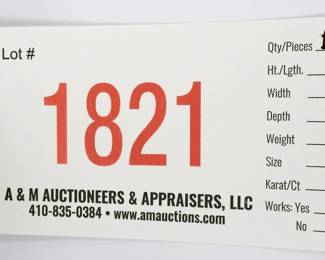 Lot #
1821
A & M AUCTIONEERS & APPRAISERS, LLC
410-835-0384 • www.amauctions.com
Qty/Pieces
Ht./Lgth.
Width
Depth
Weight
Size
Karat/Ct
Works: Yes
No